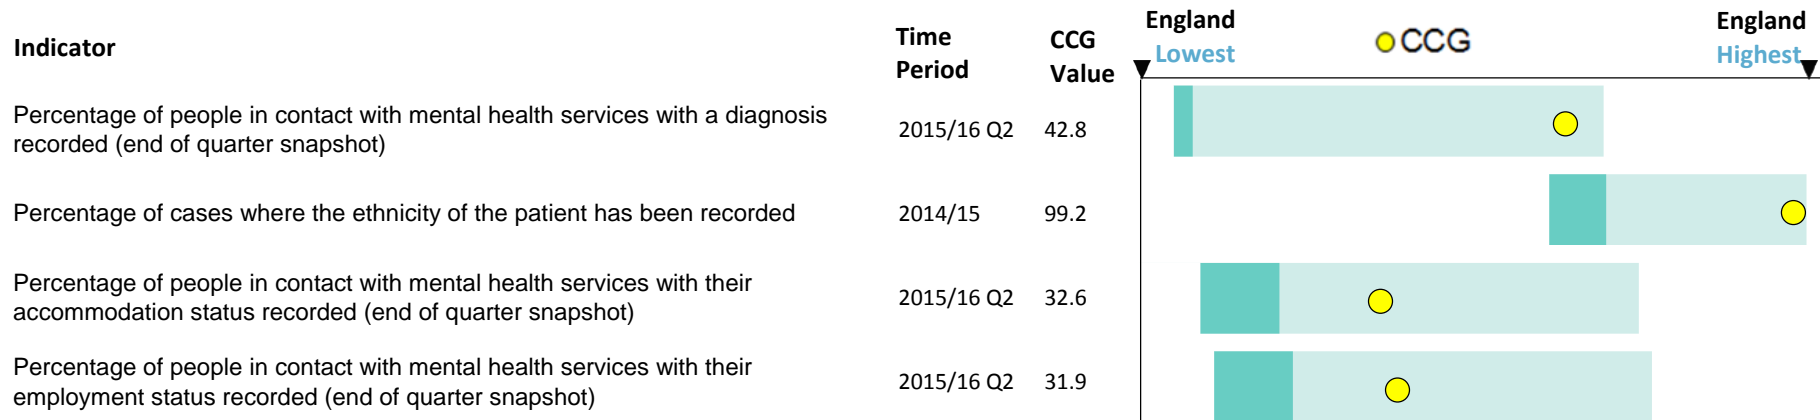 Indicator
Time
Period
CCG
Value
England
Lowest
CCG
England
Highest
Percentage of people in contact with mental health services with a diagnosis
recorded (end of quarter snapshot)
2015/16 Q2
42.8
Percentage of cases where the ethnicity of the patient has been recorded
2014/15
99.2
Percentage of people in contact with mental health services with their
accommodation status recorded (end of quarter snapshot)
2015/16 Q2
32.6
Percentage of people in contact with mental health services with their
employment status recorded (end of quarter snapshot)
2015/16 Q2
31.9